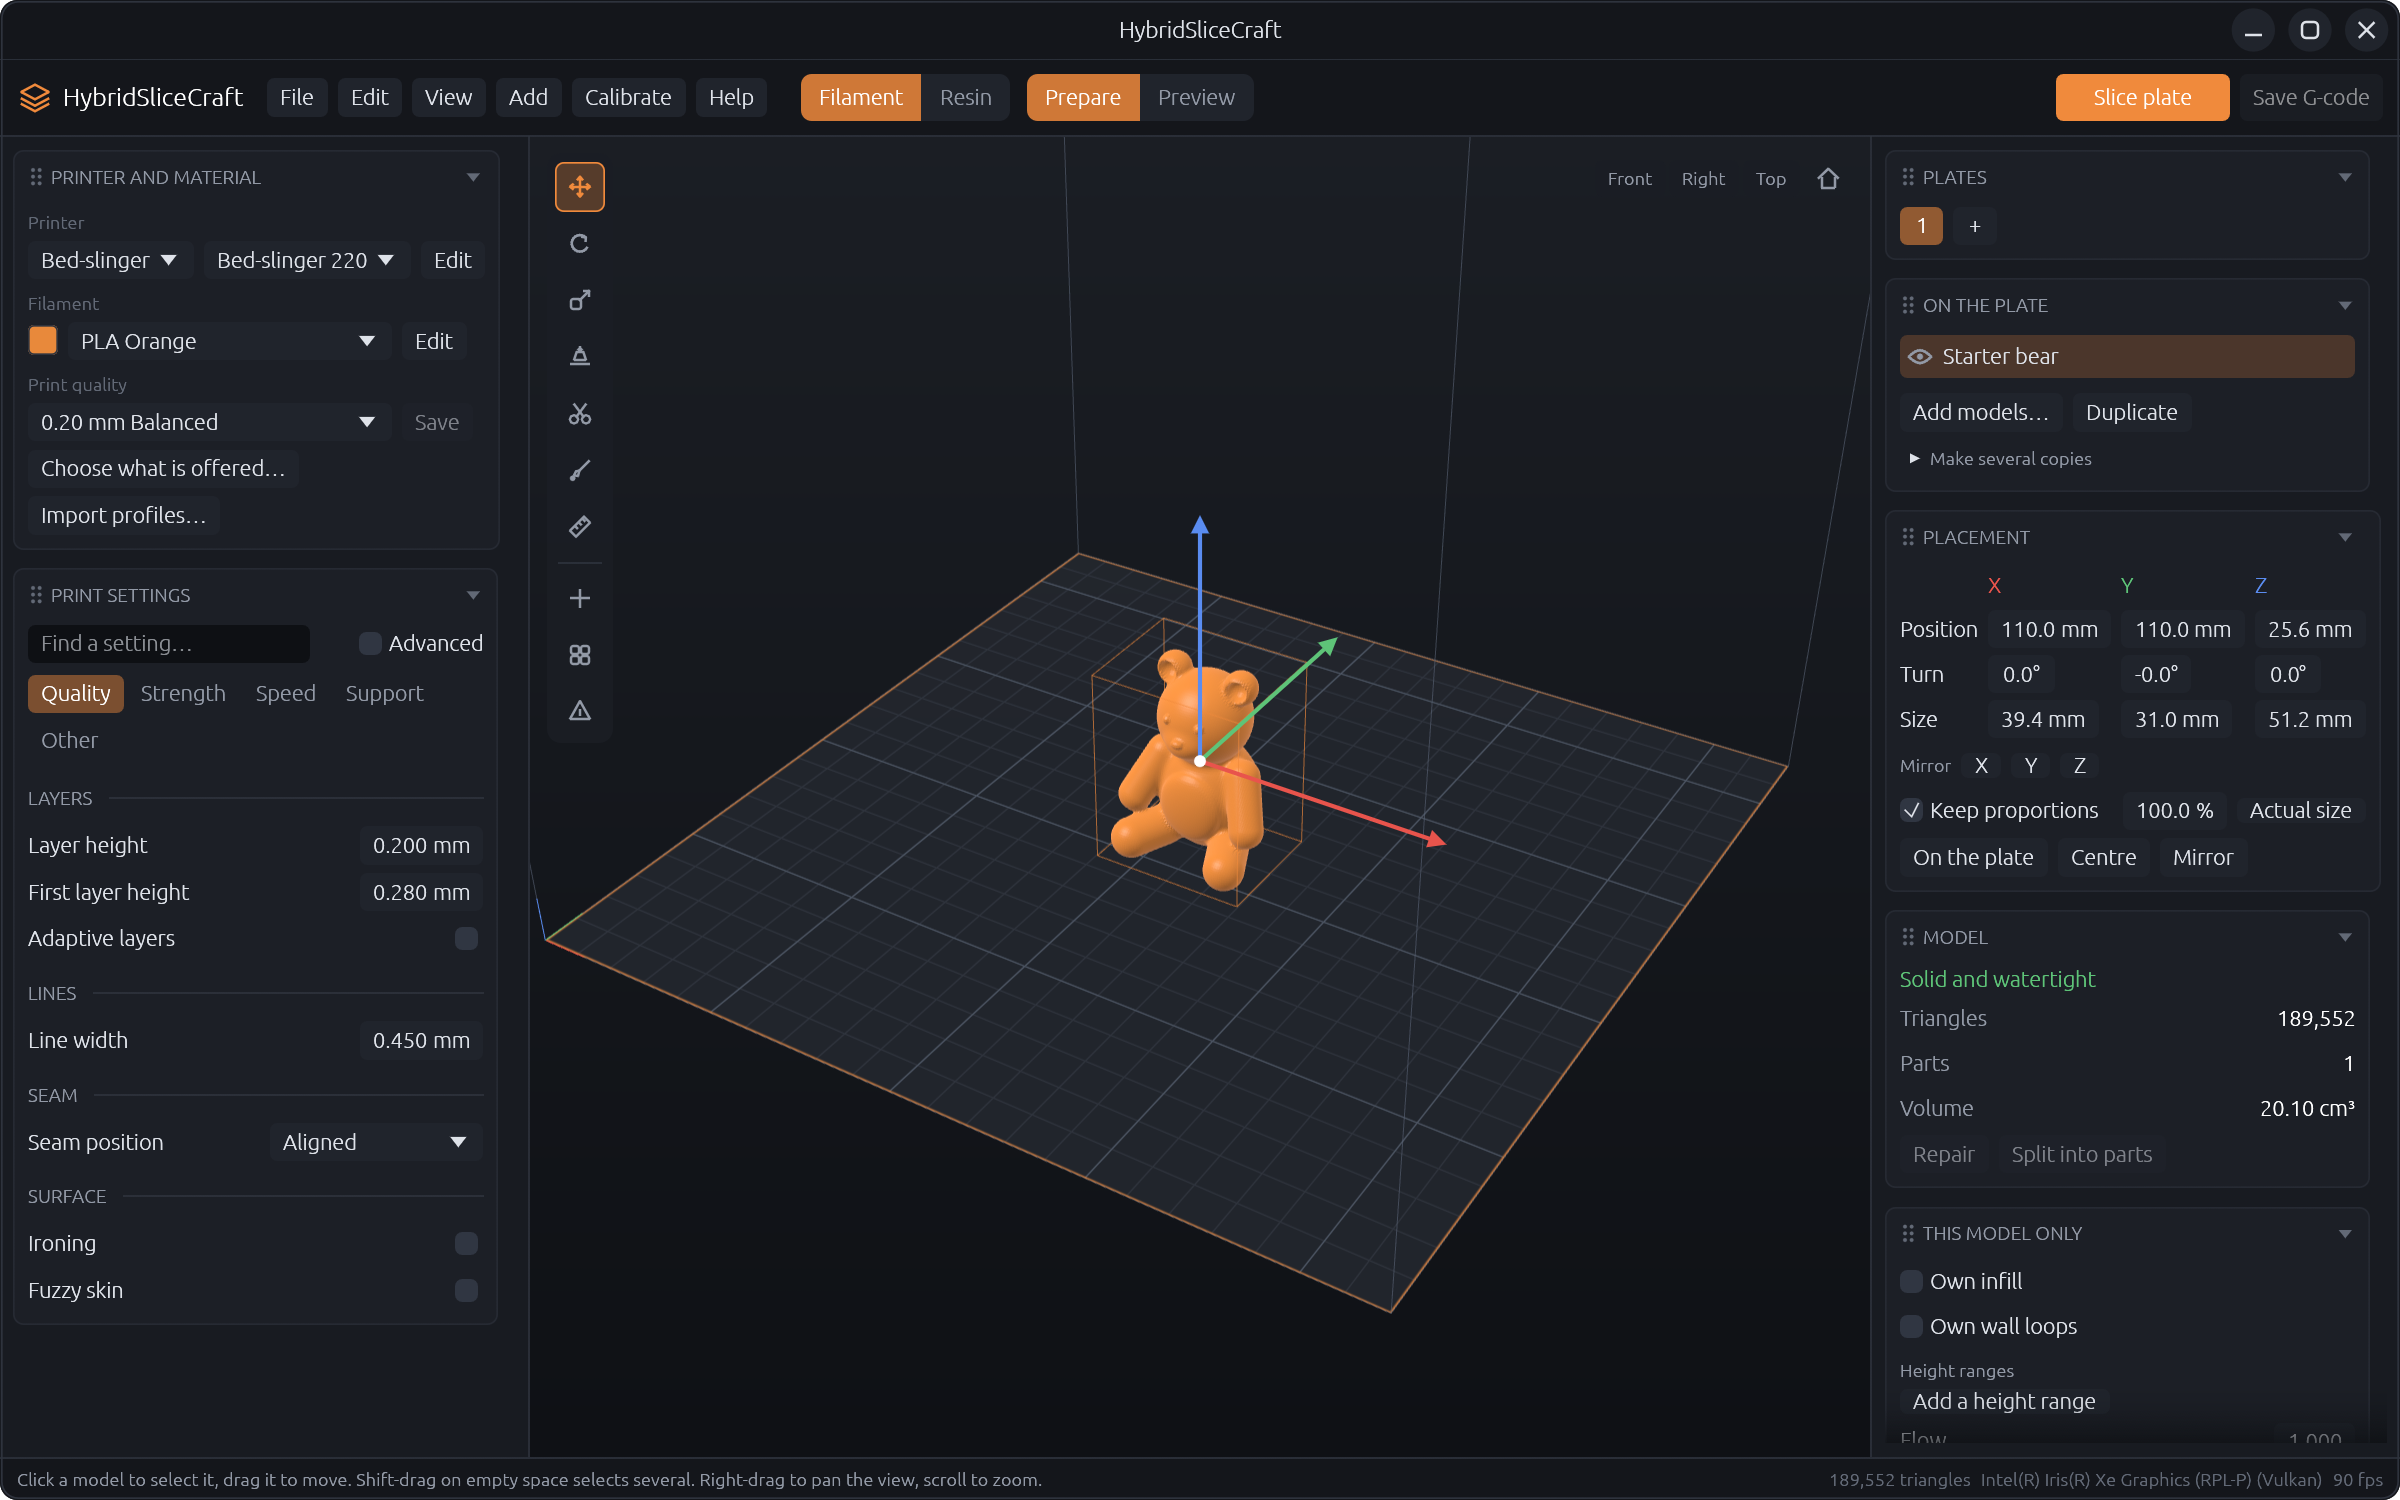 HybridSliceCraft
HybridSliceCraft File Edit View Add Calibrate Help Filament Resin Prepare Preview Slice plate Save G-code
PRINTER AND MATERIAL
Printer
Bed-slinger Bed-slinger 220 Edit
Filament
PLA Orange Edit
Print quality
0.20 mm Balanced Save
Choose what is offered…
Import profiles…
PRINT SETTINGS
Find a setting… Advanced
Quality Strength Speed Support
Other
LAYERS
Layer height 0.200 mm
First layer height 0.280 mm
Adaptive layers
LINES
Line width 0.450 mm
SEAM
Seam position Aligned
SURFACE
Ironing
Fuzzy skin
Front Right Top
PLATES
1 +
ON THE PLATE
Starter bear
Add models… Duplicate
Make several copies
PLACEMENT
X Y Z
Position 110.0 mm 110.0 mm 25.6 mm
Turn 0.0° -0.0° 0.0°
Size 39.4 mm 31.0 mm 51.2 mm
Mirror X Y Z
Keep proportions 100.0 % Actual size
On the plate Centre Mirror
MODEL
Solid and watertight
Triangles 189,552
Parts 1
Volume 20.10 cm³
Repair Split into parts
THIS MODEL ONLY
Own infill
Own wall loops
Height ranges
Add a height range
Flow 1.000
Click a model to select it, drag it to move. Shift-drag on empty space selects several. Right-drag to pan the view, scroll to zoom.
189,552 triangles Intel(R) Iris(R) Xe Graphics (RPL-P) (Vulkan) 90 fps